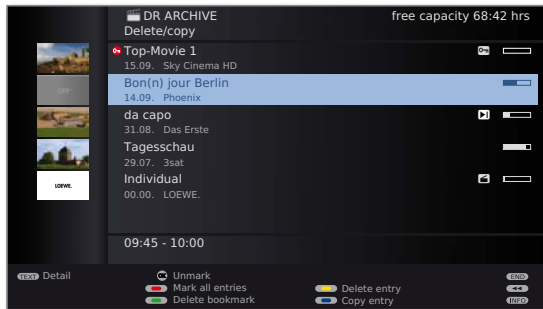 DR ARCHIVE
free capacity 68:42 hrs
Delete/copy
Top-Movie 1
15.09. Sky Cinema HD
Bon(n) jour Berlin
14.09. Phoenix
da capo
31.08. Das Erste
Tagesschau
29.07. 3sat
Individual
00.00. LOEWE.
LOEWE.
09:45 - 10:00
TEXT Detail
Unmark
END
Mark all entries
Delete entry
Delete bookmark
Copy entry
INFO